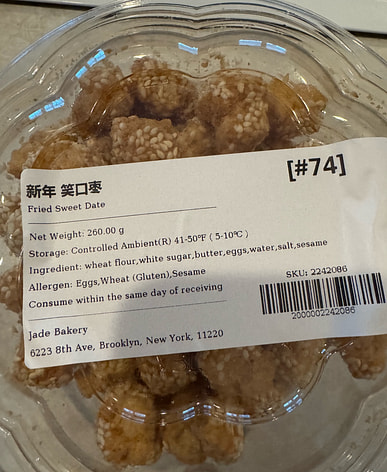 [#74]
新年 笑口枣
Fried Sweet Date
Net Weight: 260.00 g
Storage: Controlled Ambient(R) 41-50°F ( 5-10℃ )
Ingredient: wheat flour,white sugar,butter,eggs,water,salt,sesame
Allergen: Eggs,Wheat (Gluten),Sesame
Consume within the same day of receiving
SKU: 2242086
2000002242086
Jade Bakery
6223 8th Ave, Brooklyn, New York, 11220